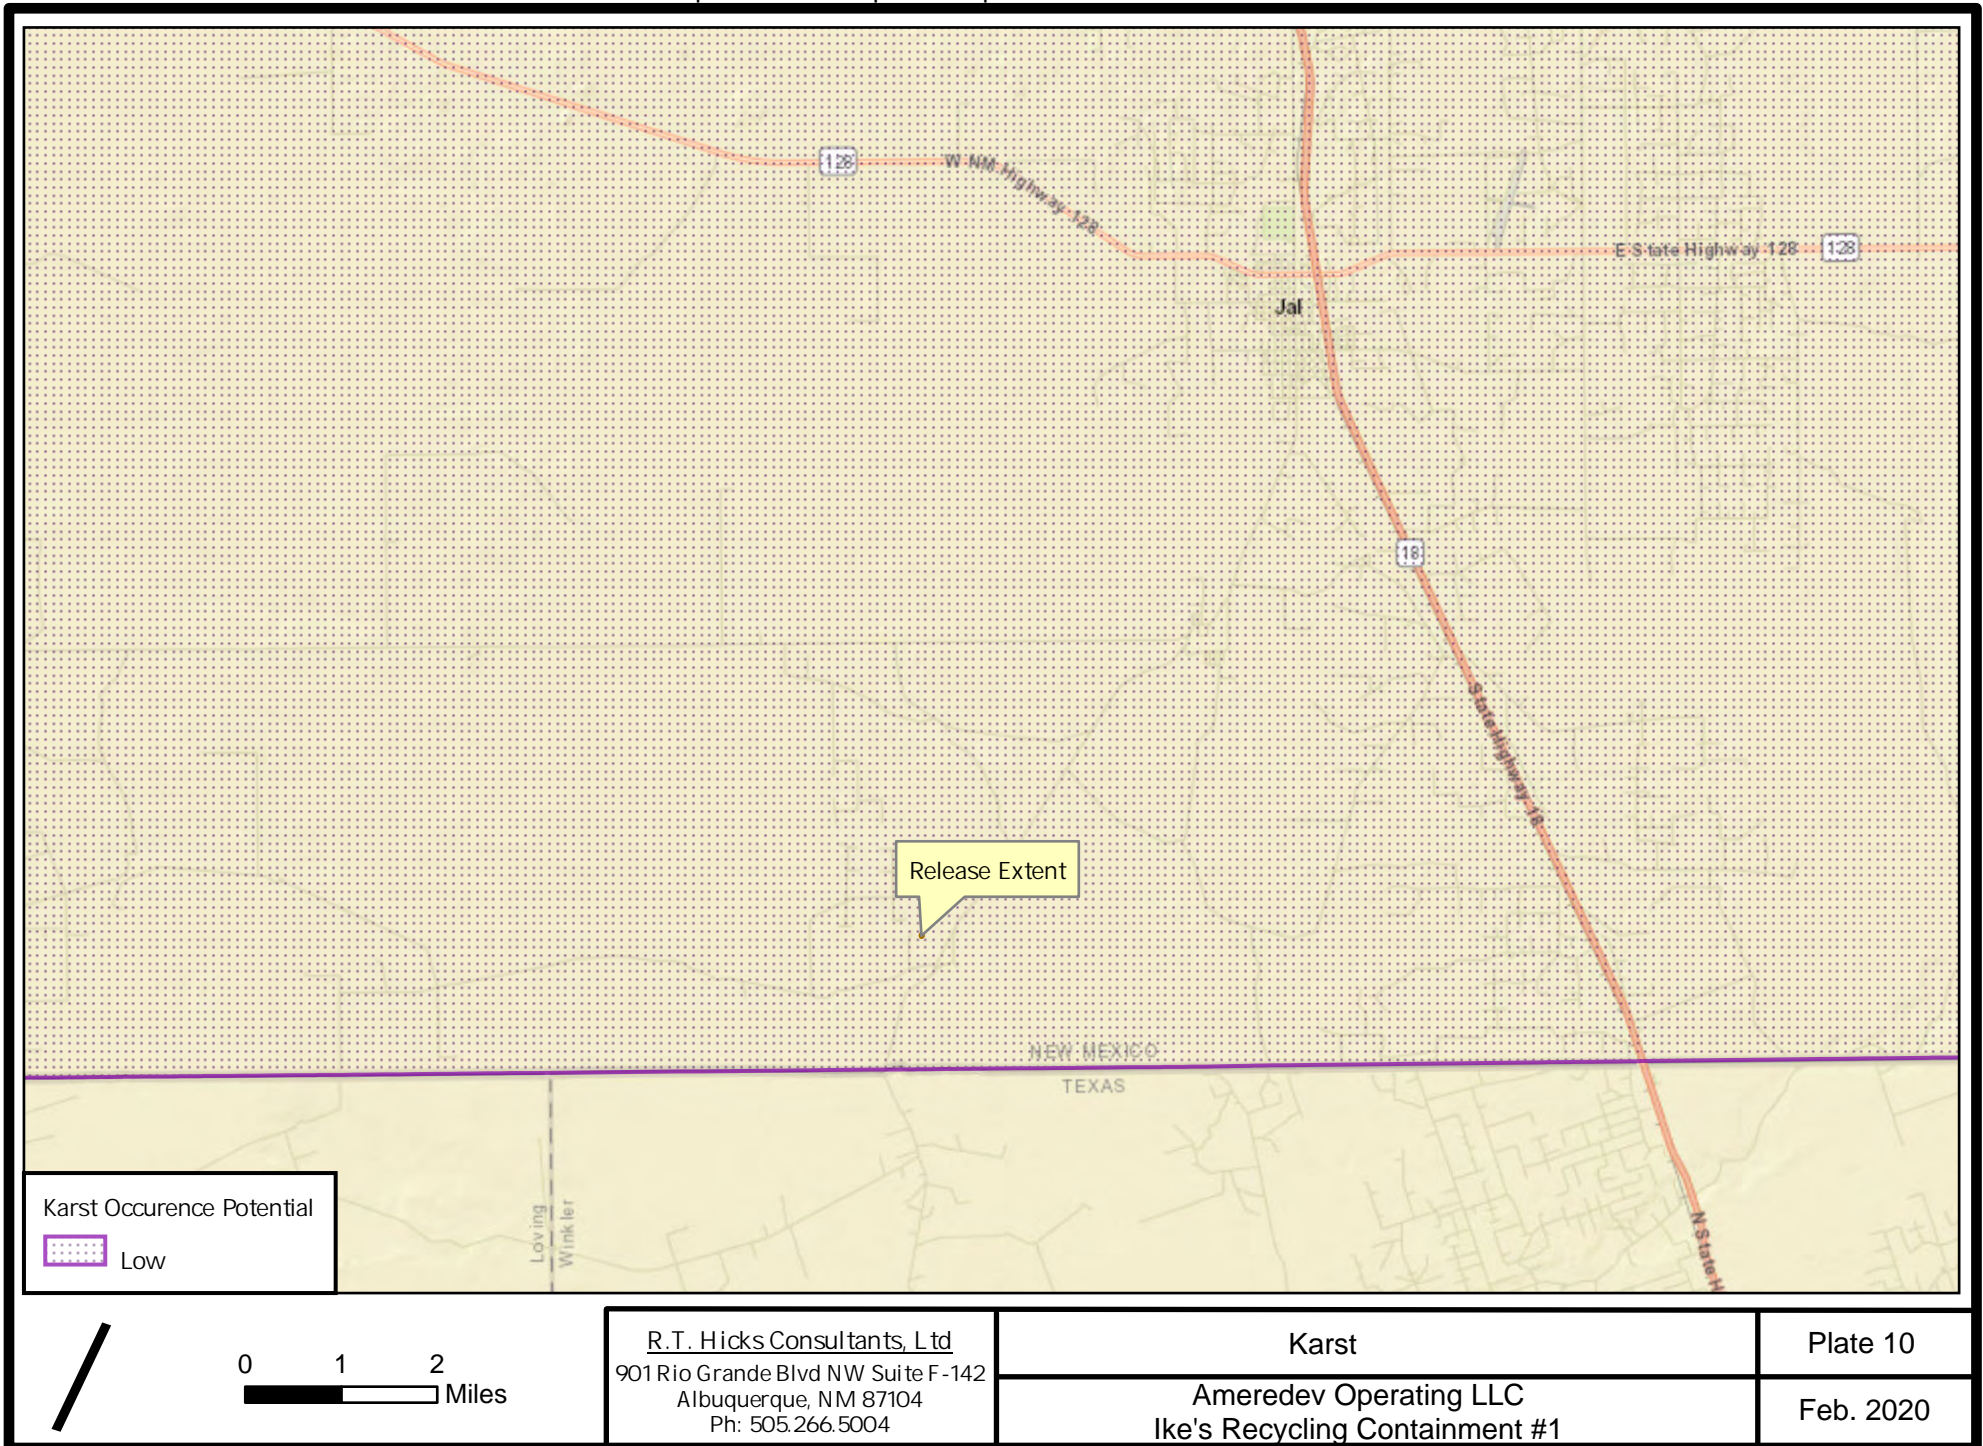 128
W NM Highway 128
E State Highway 128
128
Jal
18
State Highway 18
Release Extent
NEW MEXICO
TEXAS
Loving
Winkler
N State H
Karst Occurence Potential
Low
0 1 2
Miles
R.T. Hicks Consultants, Ltd
901 Rio Grande Blvd NW Suite F-142
Albuquerque, NM 87104
Ph: 505.266.5004
Karst
Ameredev Operating LLC
Ike's Recycling Containment #1
Plate 10
Feb. 2020